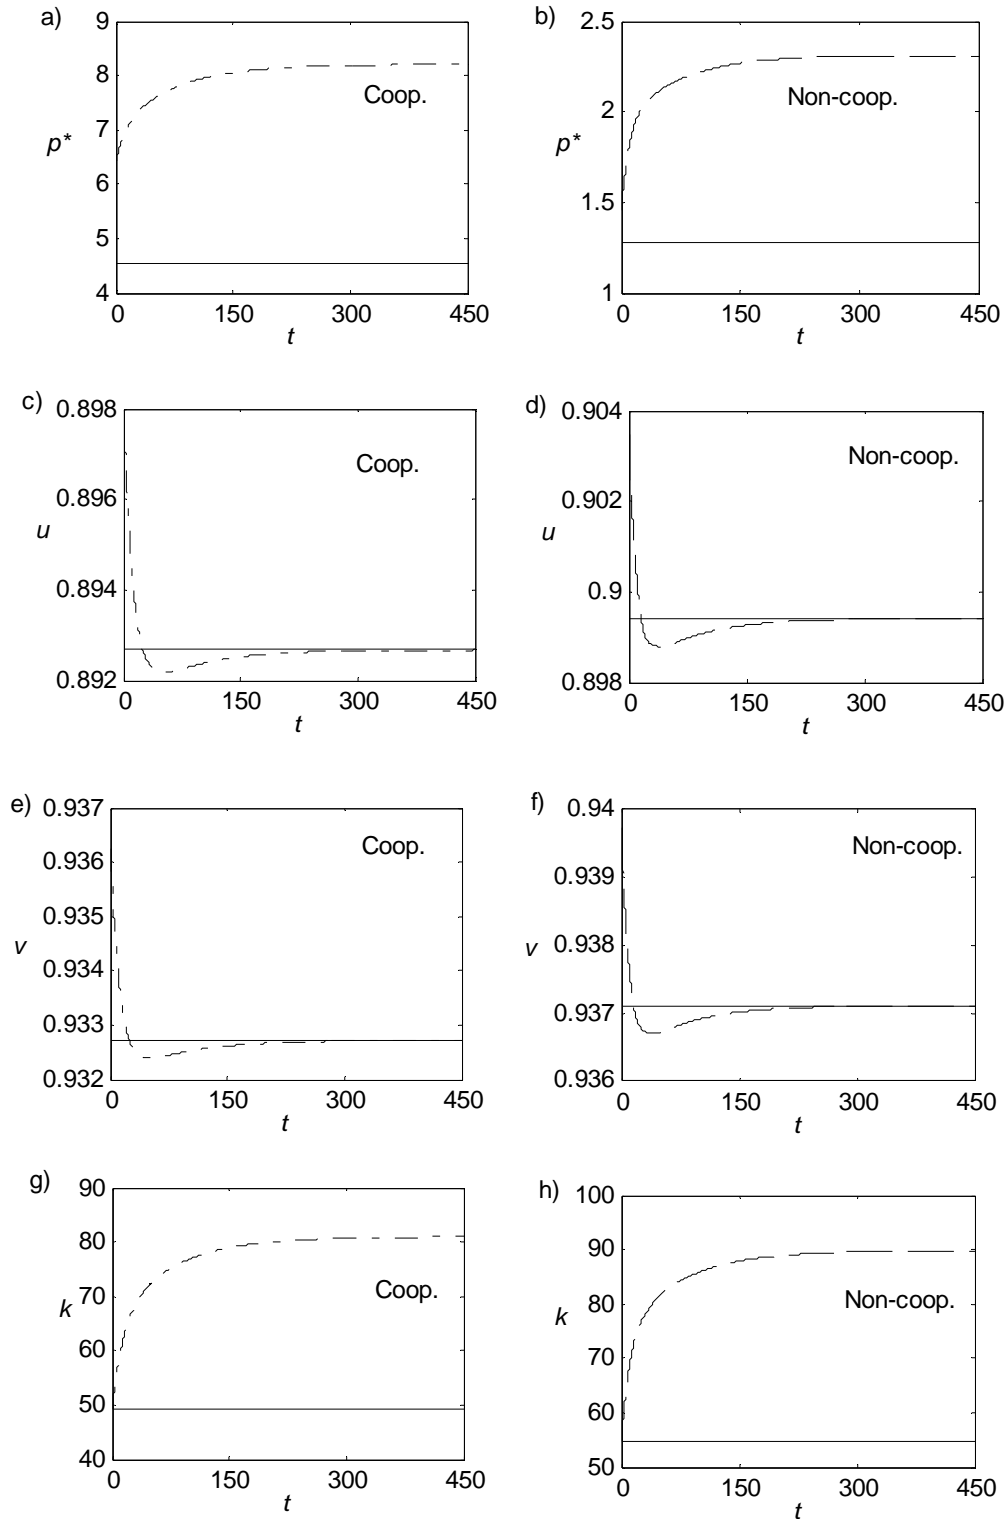 a)
9
8
7
6
5
4
p*
Coop.
0 150 300 450
t
b)
2.5
2
1.5
1
p*
Non-coop.
0 150 300 450
t
c)
0.898
0.896
0.894
0.892
u
Coop.
0 150 300 450
t
d)
0.904
0.902
0.9
0.898
u
Non-coop.
0 150 300 450
t
e)
0.937
0.936
0.935
0.934
0.933
0.932
v
Coop.
0 150 300 450
t
f)
0.94
0.939
0.938
0.937
0.936
v
Non-coop.
0 150 300 450
t
g)
90
80
70
60
50
40
k
Coop.
0 150 300 450
t
h)
100
90
80
70
60
50
k
Non-coop.
0 150 300 450
t